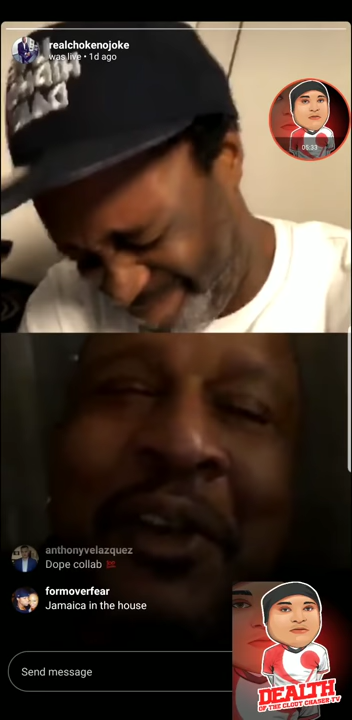 realchokenojoke
was live • 1d ago
05:33
anthonyvelazquez
Dope collab
formoverfear
Jamaica in the house
Send message
DEALTH
OF THE CLOUT CHASER TV